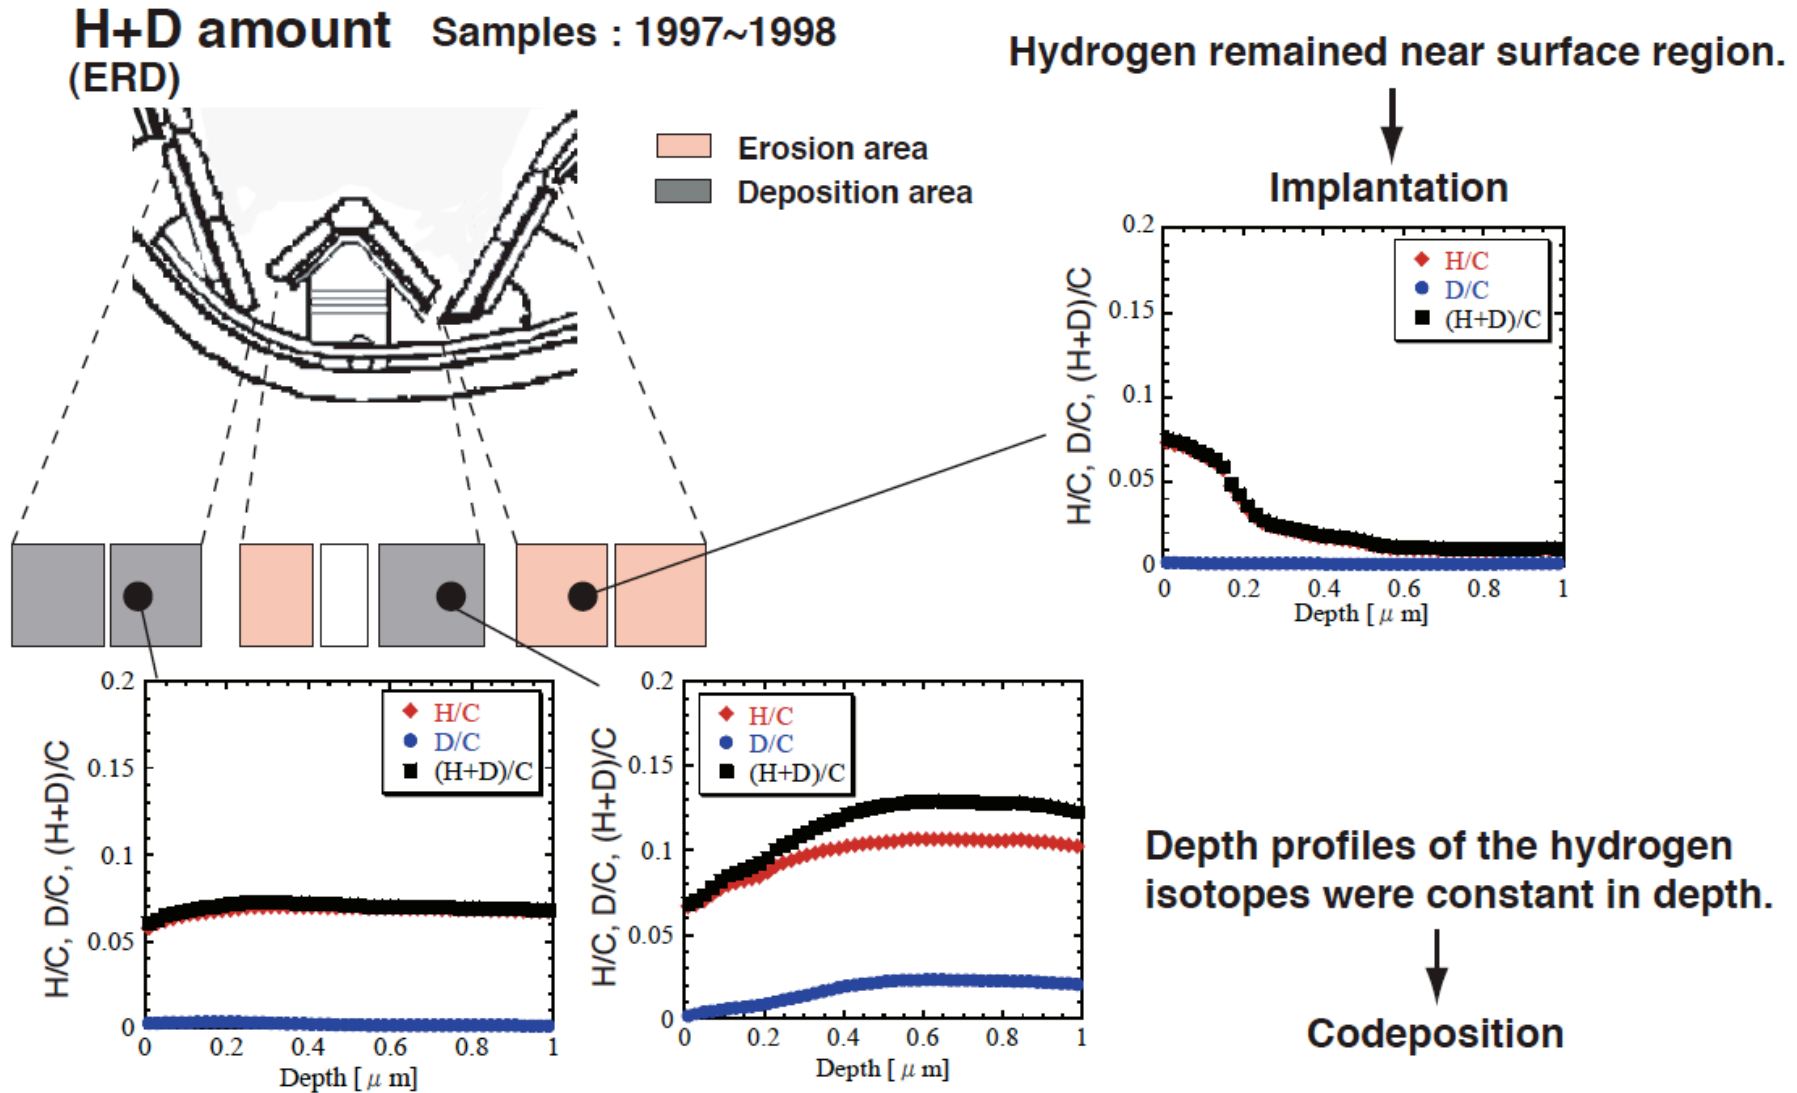 H+D amount Samples : 1997~1998
(ERD)
Hydrogen remained near surface region.
Implantation
Erosion area
Deposition area
0.2
0.15
0.1
0.05
0
H/C, D/C, (H+D)/C
H/C
D/C
(H+D)/C
0 0.2 0.4 0.6 0.8 1
Depth [ μ m]
0.2
0.15
0.1
0.05
0
H/C, D/C, (H+D)/C
H/C
D/C
(H+D)/C
0 0.2 0.4 0.6 0.8 1
Depth [ μ m]
0.2
0.15
0.1
0.05
0
H/C, D/C, (H+D)/C
H/C
D/C
(H+D)/C
0 0.2 0.4 0.6 0.8 1
Depth [ μ m]
Depth profiles of the hydrogen
isotopes were constant in depth.
Codeposition